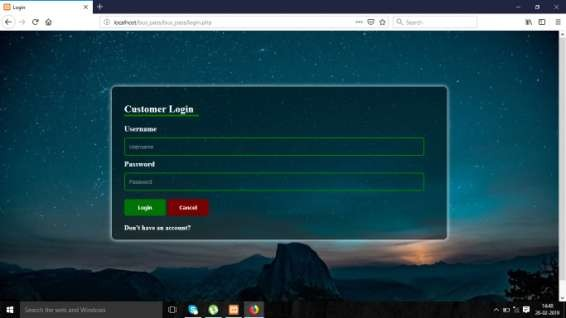 Login
localhost/bus_pass/bus_pass/login.php
Search
Customer Login
Username
Username
Password
Password
Login Cancel
Don't have an account?
Search the web and Windows
14:41
26-02-2019